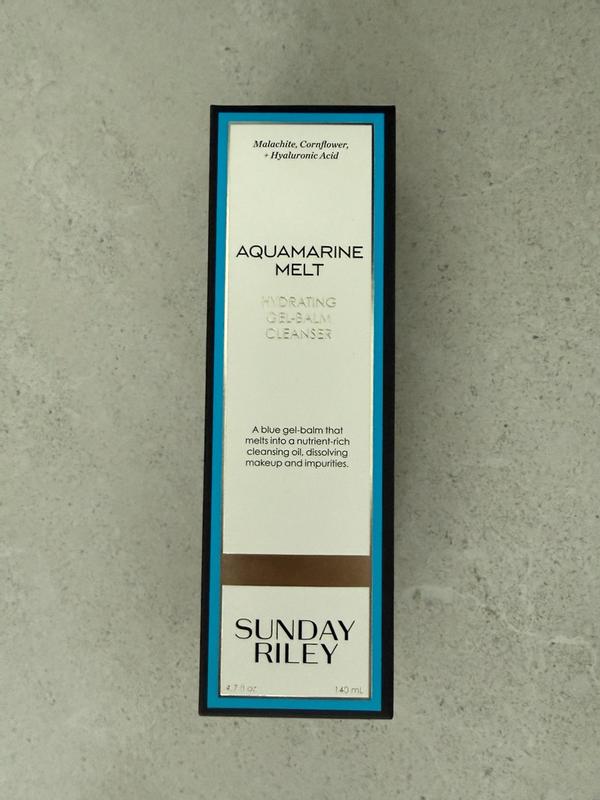 Malachite, Cornflower,
+ Hyaluronic Acid
AQUAMARINE
MELT
HYDRATING
GEL-BALM
CLEANSER
A blue gel-balm that
melts into a nutrient-rich
cleansing oil, dissolving
makeup and impurities.
SUNDAY
RILEY
4.7 fl oz 140 mL